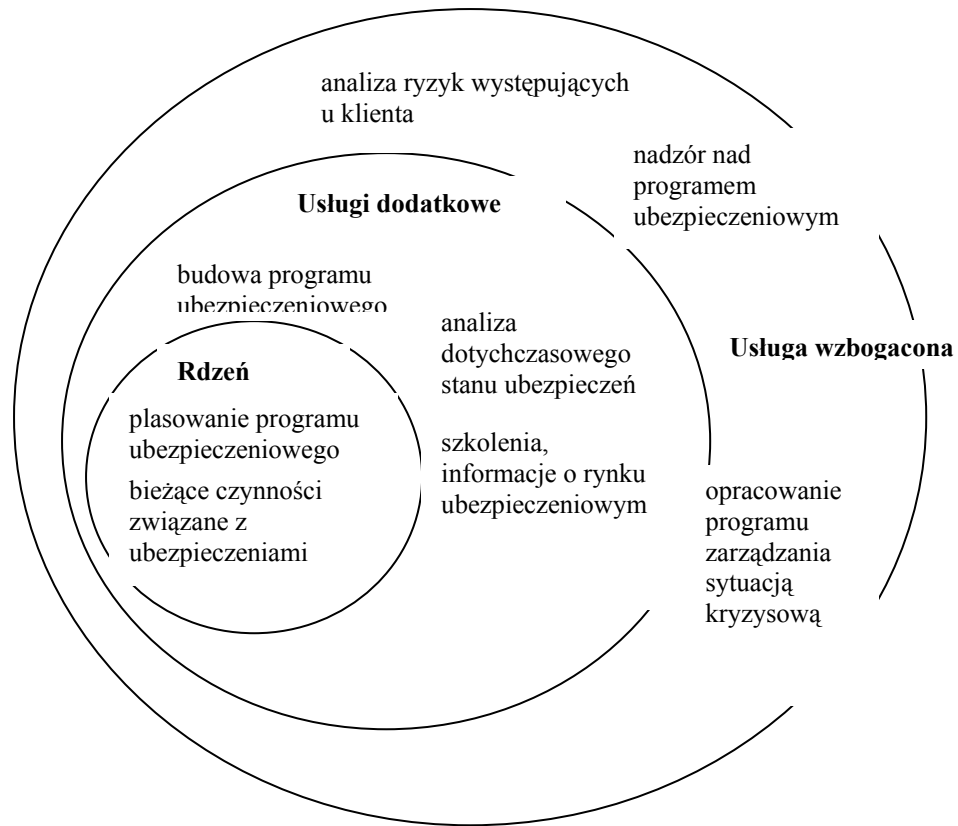 analiza ryzyk występujących
u klienta
nadzór nad
programem
ubezpieczeniowym
Usługi dodatkowe
budowa programu
ubezpieczeniowego
analiza
dotychczasowego
stanu ubezpieczeń
Usługa wzbogacona
Rdzeń
plasowanie programu
ubezpieczeniowego
szkolenia,
informacje o rynku
ubezpieczeniowym
bieżące czynności
związane z
ubezpieczeniami
opracowanie
programu
zarządzania
sytuacją
kryzysową